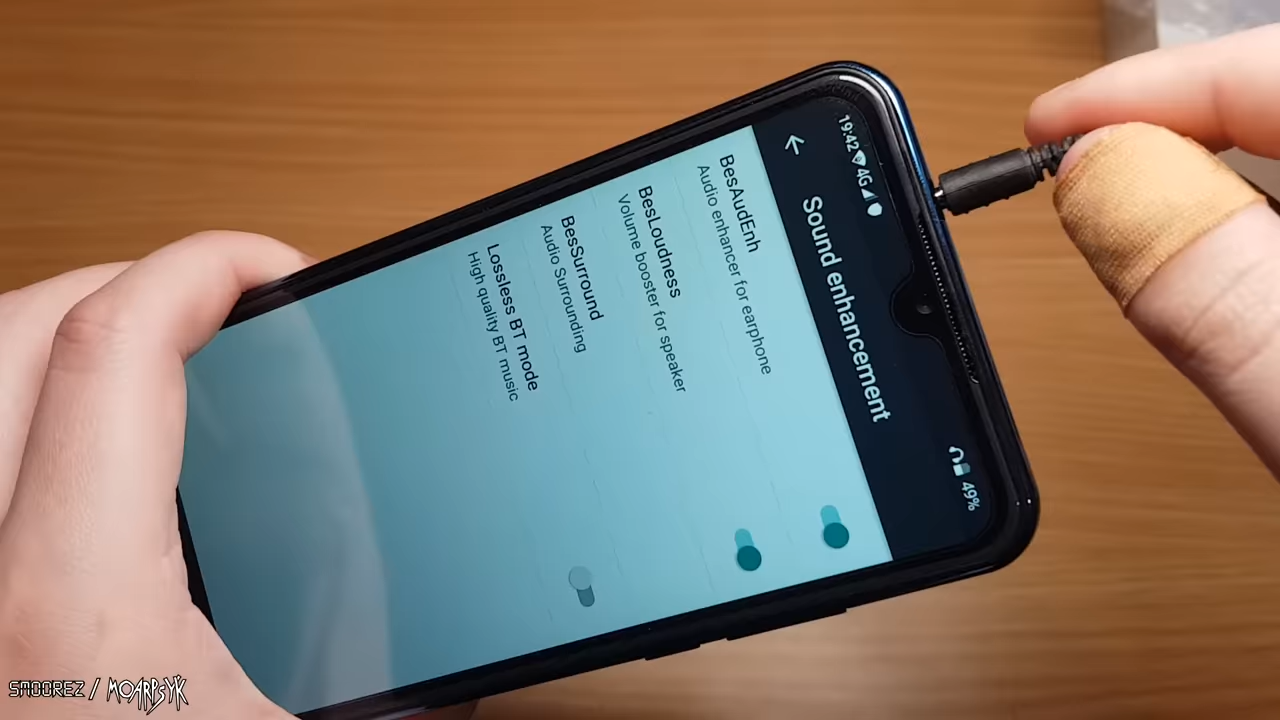 19:42 4G 49%
Sound enhancement
BesAudEnh
Audio enhancer for earphone
BesLoudness
Volume booster for speaker
BesSurround
Audio Surrounding
Lossless BT mode
High quality BT music
SMOOREZ / MOARPSYK